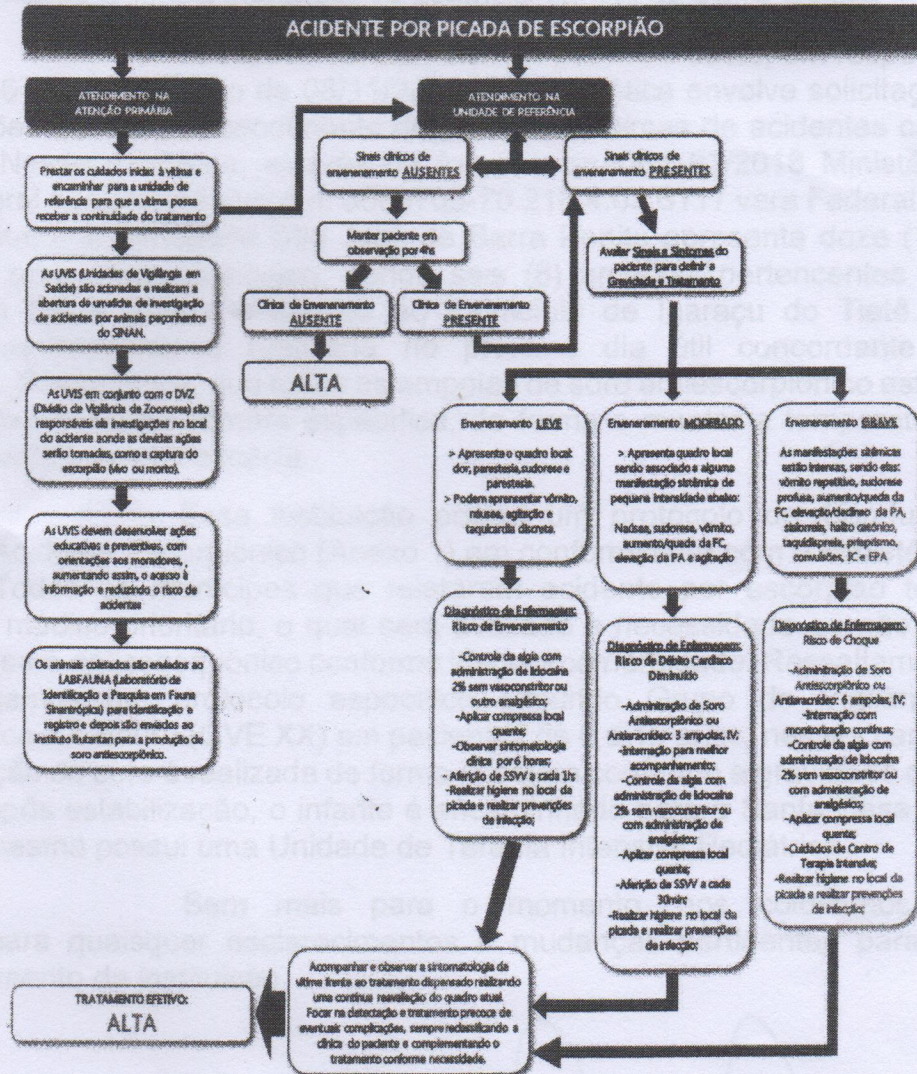 ACIDENTE POR PICADA DE ESCORPIÃO
ATENDIMENTO NA
ATENÇÃO PRIMÁRIA
Prestar os cuidados iniciais à vítima e
encaminhar para a unidade de
referência para que a vítima possa
receber a continuidade do tratamento
As UVIS (Unidades de Vigilância em
Saúde) são acionadas e realizam a
abertura de uma ficha de investigação
de acidentes por animais peçonhentos
do SINAN.
As UVIS em conjunto com o DVZ
(Divisão de Vigilância de Zoonoses) são
responsáveis de investigações no local
do acidente aonde as devidas ações
serão tomadas, como a captura do
escorpião (vivo ou morto).
As UVIS devem desenvolver ações
educativas e preventivas, com
orientações aos moradores,
aumentando assim, o acesso à
informação e reduzindo o risco de
acidentes
Os animais coletados são enviados ao
LABFAUNA (Laboratório de
Identificação e Pesquisa em Fauna
Sinantrópica) para identificação e
registro e depois são enviados ao
Instituto Butantan para a produção de
soro antiescorpiônico.
ATENDIMENTO NA
UNIDADE DE REFERÊNCIA
Sinais clínicos de
envenenamento AUSENTES
Manter paciente em
observação por 4hs
Clínica de Envenenamento
AUSENTE
ALTA
Clínica de Envenenamento
PRESENTE
Sinais clínicos de
envenenamento PRESENTES
Avaliar Sinais e Sintomas do
paciente para definir a
Gravidade e Tratamento
Envenenamento LEVE
> Apresenta o quadro local:
dor, parestesia, sudorese e
parestesia.
> Podem apresentar vômito,
náusea, agitação e
taquicardia discreta
Diagnóstico de Enfermagem:
Risco de Envenenamento
-Controle da algia com
administração de lidocaína
2% sem vasoconstritor ou
outro analgésico;
-Aplicar compressa local
quente;
-Observar sintomatologia
clínica por 6 horas;
-Aferição de SSVV a cada 1h;
-Realizar higiene no local da
picada e realizar prevenções
de infecção;
Envenenamento MODERADO
> Apresenta quadro local
sendo associado a alguma
manifestação sistêmica de
pequena intensidade abaixo:
Náusea, sudorese, vômito,
aumento/queda da FC,
elevação da PA e agitação
Diagnóstico de Enfermagem:
Risco de Débito Cardíaco
Diminuído
-Administração de Soro
Antiescorpiônico ou
Antiaracnídeo: 3 ampolas, IV;
-Internação para melhor
acompanhamento;
-Controle da algia com
administração de lidocaína
2% sem vasoconstritor ou
com administração de
analgésico;
-Aplicar compressa local
quente;
-Aferição de SSVV a cada
30min;
-Realizar higiene no local da
picada e realizar prevenções
de infecção;
Envenenamento GRAVE
As manifestações sitêmicas
estão intensas, sendo elas:
vômito repetitivo, sudorese
profusa, aumento/queda da
FC, elevação/declínio da PA,
sialorreia,
taquidispneia, priapismo,
convulsões, ICC e EPA
Diagnóstico de Enfermagem:
Risco de Choque
-Administração de Soro
Antiescorpiônico ou
Antiaracnídeo: 6 ampolas, IV;
-Internação com
monitorização contínua;
-Controle da algia com
administração de lidocaína
2% sem vasoconstritor ou
com administração de
analgésico;
-Aplicar compressa local
quente;
-Cuidados de Centro de
Terapia Intensiva;
-Realizar higiene no local da
picada e realizar prevenções
de infecção;
Acompanhar e observar a sintomatologia da
vítima frente ao tratamento dispensado realizando
uma contínua reavaliação do quadro atual.
Focar na detectação e tratamento precoce de
eventuais complicações, sempre reclassificando a
clínica do paciente e complementando o
tratamento conforme necessidade.
TRATAMENTO EFETIVO:
ALTA